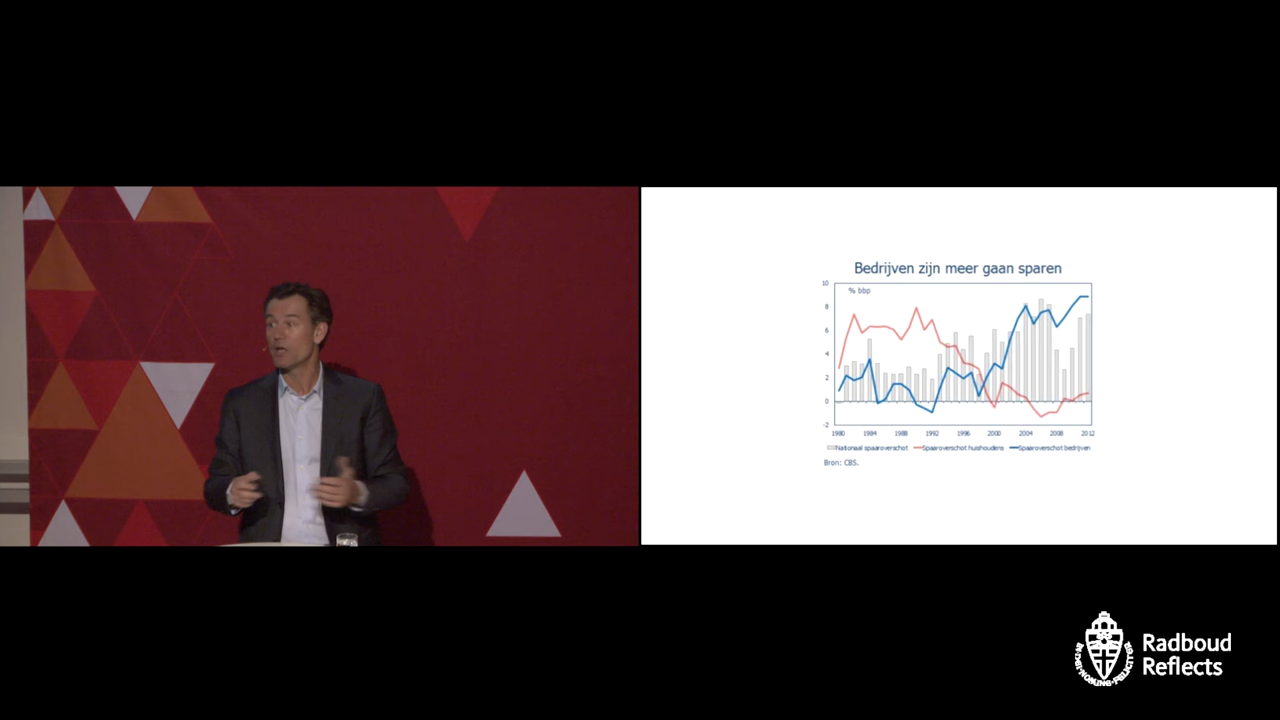 Bedrijven zijn meer gaan sparen
10
% bbp
8
6
4
2
0
-2
1980 1984 1988 1992 1996 2000 2004 2008 2012
Nationaal spaaroverschot Spaaroverschot huishoudens Spaaroverschot bedrijven
Bron: CBS.
Radboud
Reflects